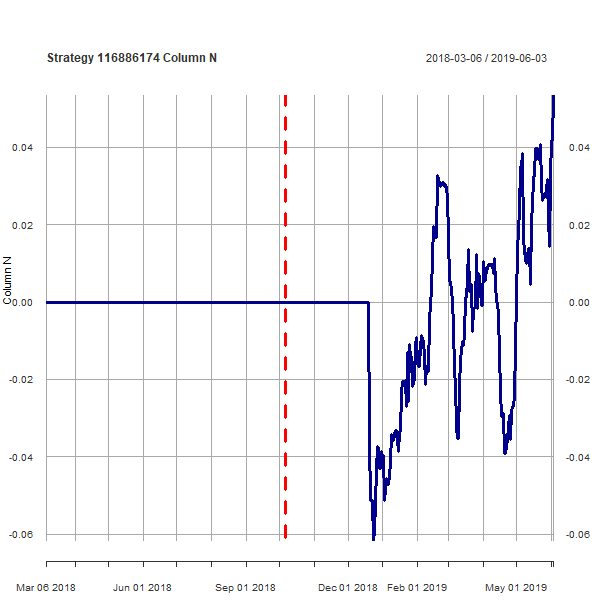 Strategy 116886174 Column N 2018-03-06 / 2019-06-03
0.04 0.04
0.02 0.02
0.00 0.00
-0.02 -0.02
-0.04 -0.04
-0.06 -0.06
Column N
Mar 06 2018 Jun 01 2018 Sep 01 2018 Dec 01 2018 Feb 01 2019 May 01 2019